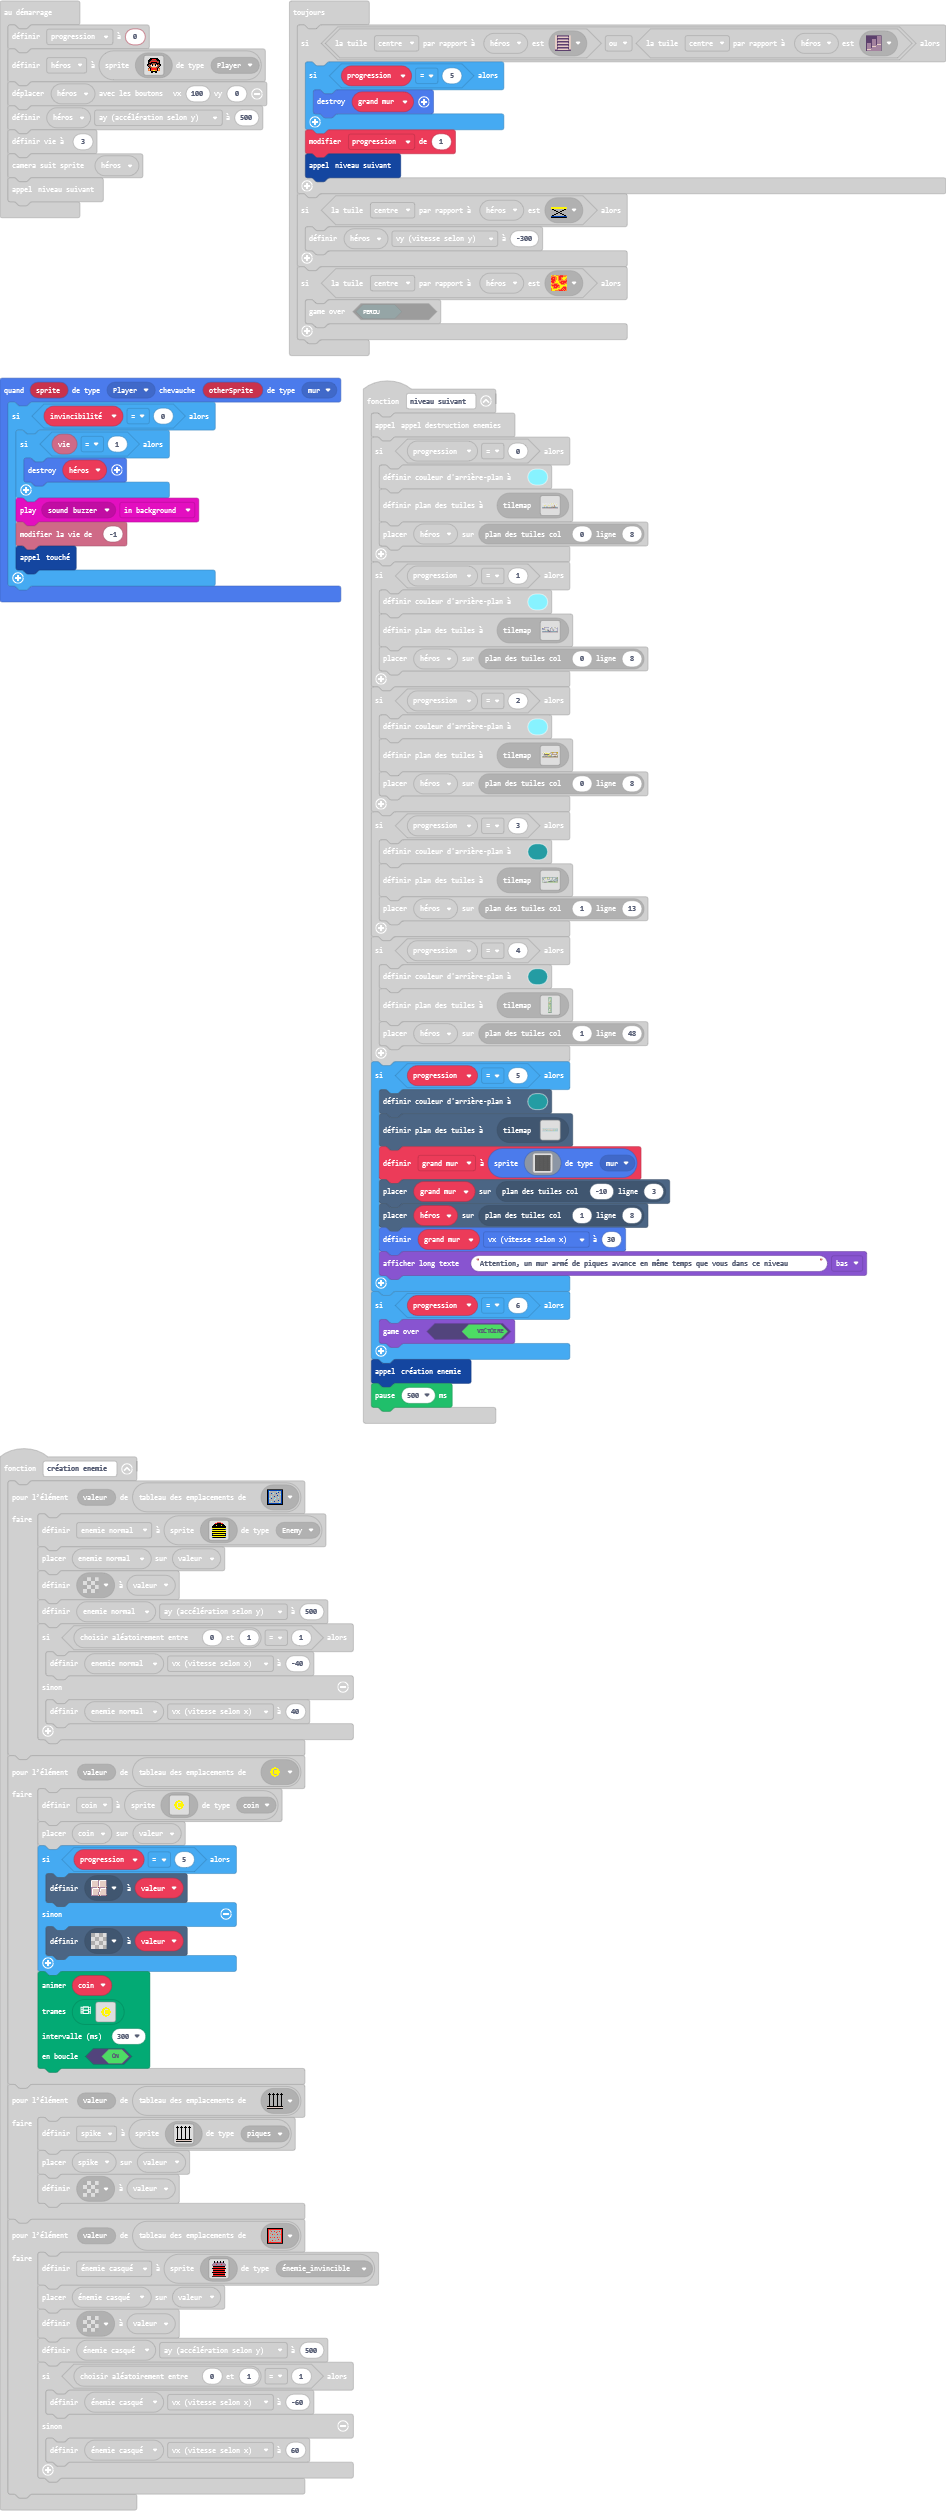 au démarrage
définir progression à 0
définir héros à sprite de type Player
déplacer héros avec les boutons vx 100 vy 0
définir héros ay (accélération selon y) à 500
définir vie à 3
camera suit sprite héros
appel niveau suivant
toujours
si la tuile centre par rapport à héros est ou la tuile centre par rapport à héros est alors
si progression = 5 alors
destroy grand mur
modifier progression de 1
appel niveau suivant
si la tuile centre par rapport à héros est alors
définir héros vy (vitesse selon y) à -300
si la tuile centre par rapport à héros est alors
game over PERDU
quand sprite de type Player chevauche otherSprite de type mur
si invincibilité = 0 alors
si vie = 1 alors
destroy héros
play sound buzzer in background
modifier la vie de -1
appel touché
fonction niveau suivant
appel appel destruction enemies
si progression = 0 alors
définir couleur d'arrière-plan à
définir plan des tuiles à tilemap
placer héros sur plan des tuiles col 0 ligne 8
si progression = 1 alors
définir couleur d'arrière-plan à
définir plan des tuiles à tilemap
placer héros sur plan des tuiles col 0 ligne 8
si progression = 2 alors
définir couleur d'arrière-plan à
définir plan des tuiles à tilemap
placer héros sur plan des tuiles col 0 ligne 8
si progression = 3 alors
définir couleur d'arrière-plan à
définir plan des tuiles à tilemap
placer héros sur plan des tuiles col 1 ligne 13
si progression = 4 alors
définir couleur d'arrière-plan à
définir plan des tuiles à tilemap
placer héros sur plan des tuiles col 1 ligne 48
si progression = 5 alors
définir couleur d'arrière-plan à
définir plan des tuiles à tilemap
définir grand mur à sprite de type mur
placer grand mur sur plan des tuiles col -10 ligne 3
placer héros sur plan des tuiles col 1 ligne 8
définir grand mur vx (vitesse selon x) à 30
afficher long texte "Attention, un mur armé de piques avance en même temps que vous dans ce niveau" bas
si progression = 6 alors
game over VICTOIRE
appel création enemie
pause 500 ms
fonction création enemie
pour l'élément valeur de tableau des emplacements de
faire
définir enemie normal à sprite de type Enemy
placer enemie normal sur valeur
définir à valeur
définir enemie normal ay (accélération selon y) à 500
si choisir aléatoirement entre 0 et 1 = 1 alors
définir enemie normal vx (vitesse selon x) à -40
sinon
définir enemie normal vx (vitesse selon x) à 40
pour l'élément valeur de tableau des emplacements de
faire
définir coin à sprite de type coin
placer coin sur valeur
si progression = 5 alors
définir à valeur
sinon
définir à valeur
animer coin
trames
intervalle (ms) 300
en boucle ON
pour l'élément valeur de tableau des emplacements de
faire
définir spike à sprite de type piques
placer spike sur valeur
définir à valeur
pour l'élément valeur de tableau des emplacements de
faire
définir énemie casqué à sprite de type énemie_invincible
placer énemie casqué sur valeur
définir à valeur
définir énemie casqué ay (accélération selon y) à 500
si choisir aléatoirement entre 0 et 1 = 1 alors
définir énemie casqué vx (vitesse selon x) à -60
sinon
définir énemie casqué vx (vitesse selon x) à 60